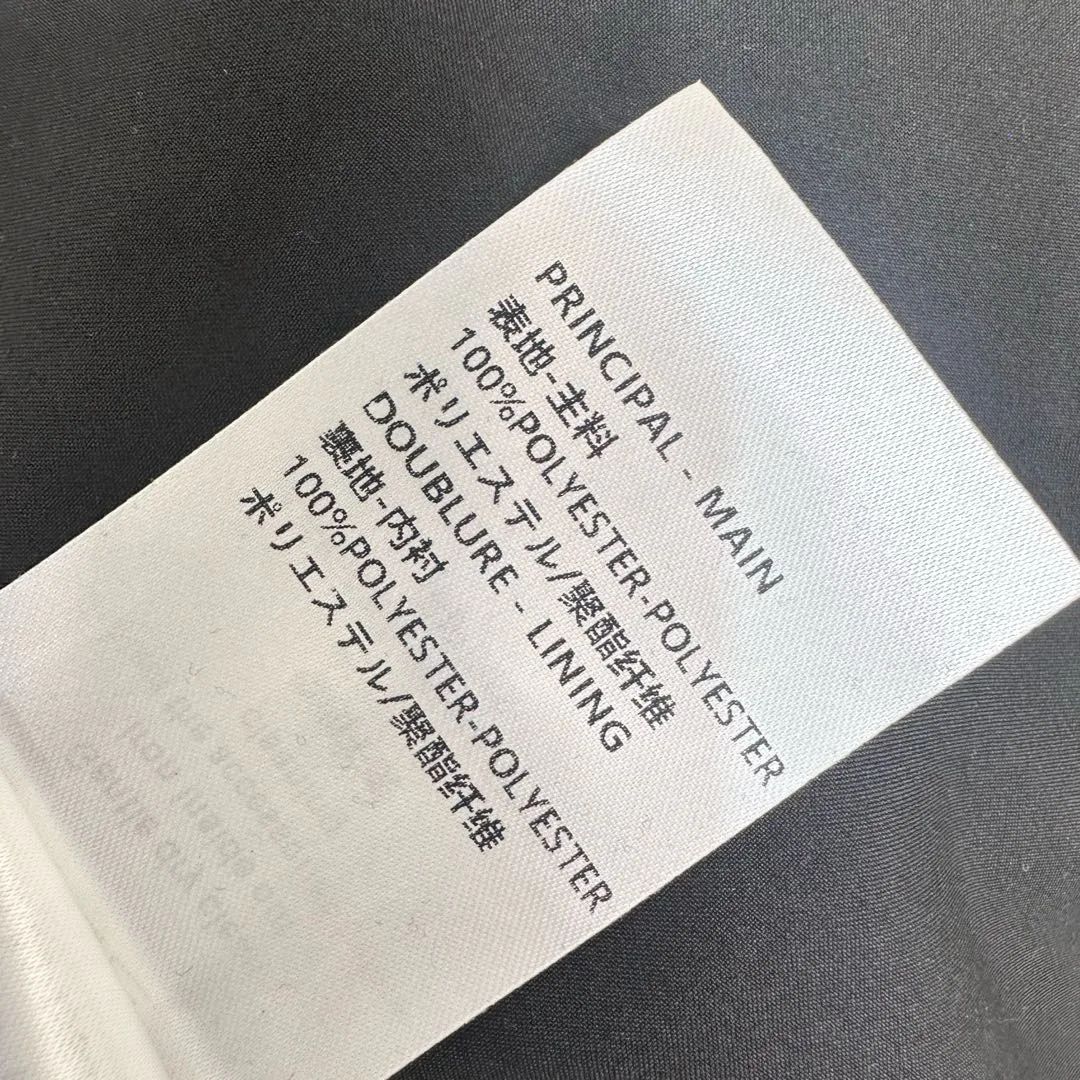 PRINCIPAL - MAIN
表地-主料
100%POLYESTER-POLYESTER
ポリエステル/聚酯纤维
DOUBLURE - LINING
裏地-内衬
100%POLYESTER-POLYESTER
ポリエステル/聚酯纤维